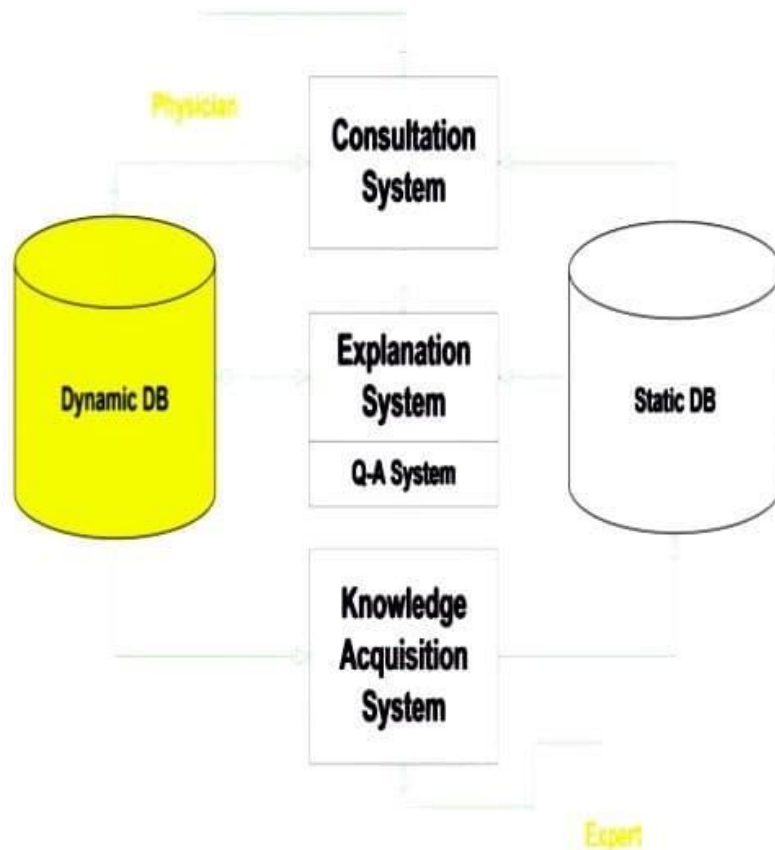 Physician
Consultation
System
Explanation
System
Dynamic DB
Static DB
Q-A System
Knowledge
Acquisition
System
Expert